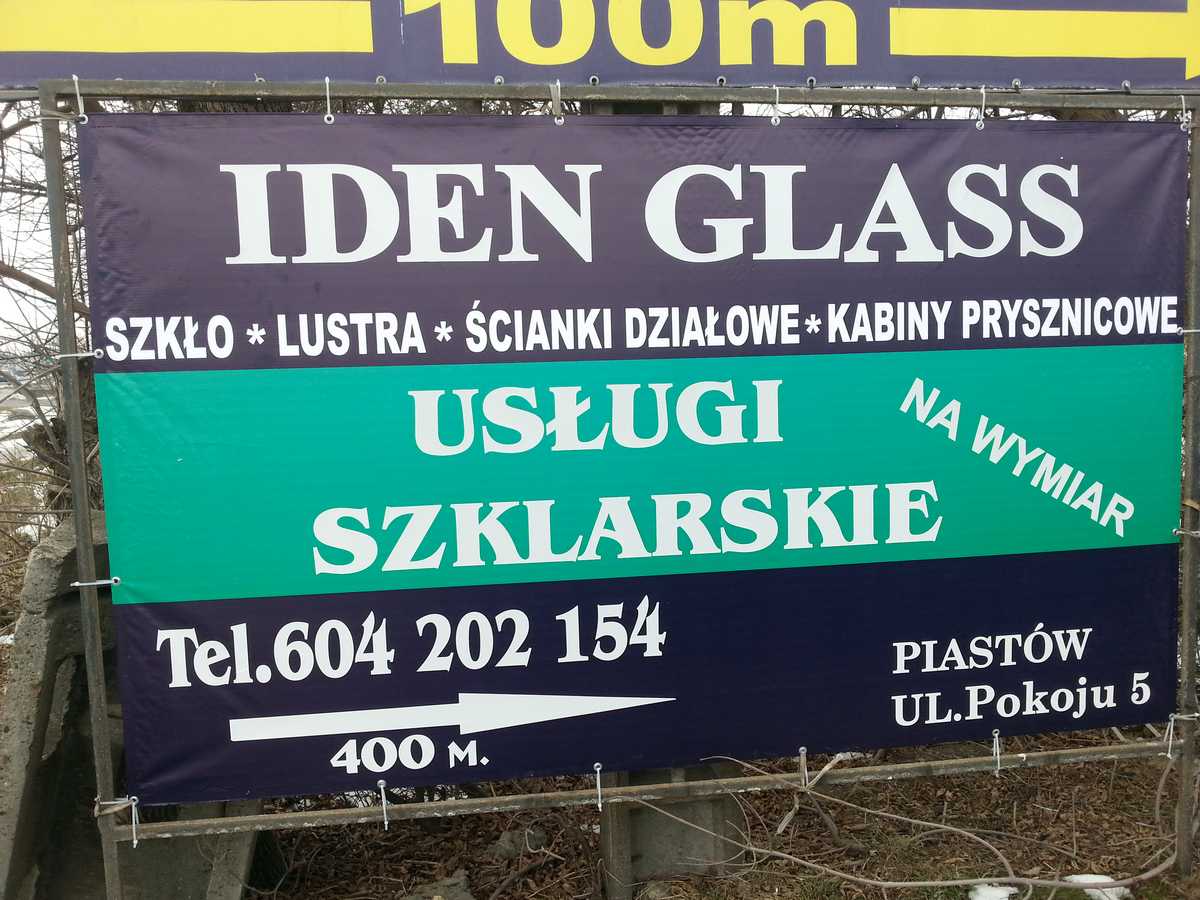 100m
IDEN GLASS
SZKŁO * LUSTRA * ŚCIANKI DZIAŁOWE * KABINY PRYSZNICOWE
USŁUGI
SZKLARSKIE
NA WYMIAR
Tel.604 202 154
400 M.
PIASTÓW
UL.Pokoju 5